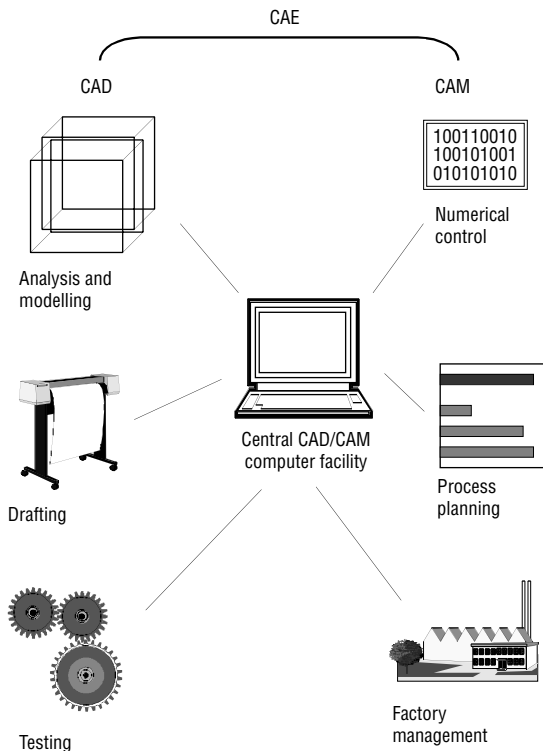 CAE
CAD
CAM
100110010
100101001
010101010
Numerical
control
Analysis and
modelling
Central CAD/CAM
computer facility
Drafting
Process
planning
Testing
Factory
management